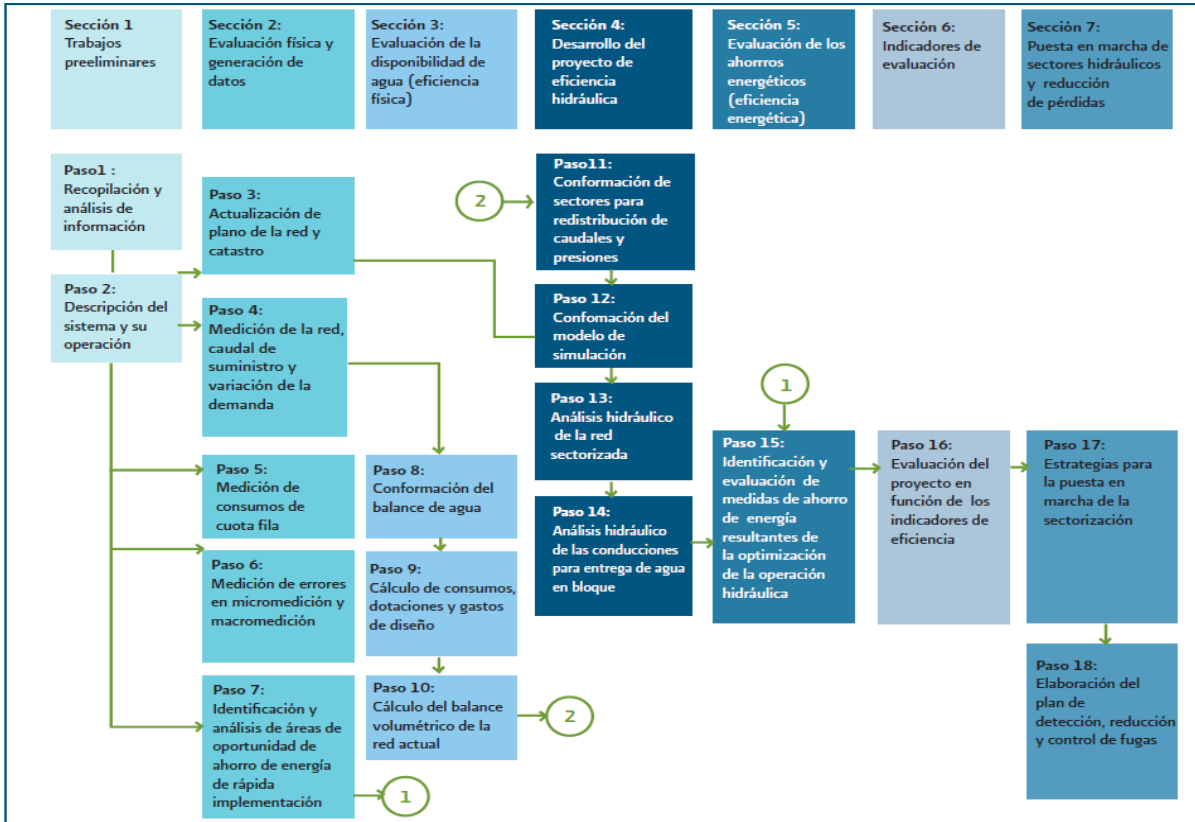 Sección 1
Trabajos
preeliminares
Sección 2:
Evaluación física y
generación de
datos
Sección 3:
Evaluación de la
disponibilidad de
agua (eficiencia
física)
Sección 4:
Desarrollo del
proyecto de
eficiencia
hidráulica
Sección 5:
Evaluación de los
ahorrros
energéticos
(eficiencia
energética)
Sección 6:
Indicadores de
evaluación
Sección 7:
Puesta en marcha de
sectores hidráulicos
y reducción
de pérdidas
Paso1 :
Recopilación y
análisis de
información
Paso 2:
Descripción del
sistema y su
operación
Paso 3:
Actualización de
plano de la red y
catastro
Paso 4:
Medición de la red,
caudal de
suministro y
variación de la
demanda
Paso 5:
Medición de
consumos de
cuota fila
Paso 6:
Medición de errores
en micromedición y
macromedición
Paso 7:
Identificación y
análisis de áreas de
oportunidad de
ahorro de energía
de rápida
implementación
1
Paso 8:
Conformación del
balance de agua
Paso 9:
Cálculo de consumos,
dotaciones y gastos
de diseño
Paso 10:
Cálculo del balance
volumétrico de la
red actual
2
2
Paso11:
Conformación de
sectores para
redistribución de
caudales y
presiones
Paso 12:
Confomación del
modelo de
simulación
Paso 13:
Análisis hidráulico
de la red
sectorizada
Paso 14:
Análisis hidráulico
de las conducciones
para entrega de agua
en bloque
1
Paso 15:
Identificación y
evaluación de
medidas de ahorro
de energía
resultantes de
la optimización
de la operación
hidráulica
Paso 16:
Evaluación del
proyecto en
función de los
indicadores de
eficiencia
Paso 17:
Estrategias para
la puesta en
marcha de la
sectorización
Paso 18:
Elaboración del
plan de
detección, reducción
y control de fugas